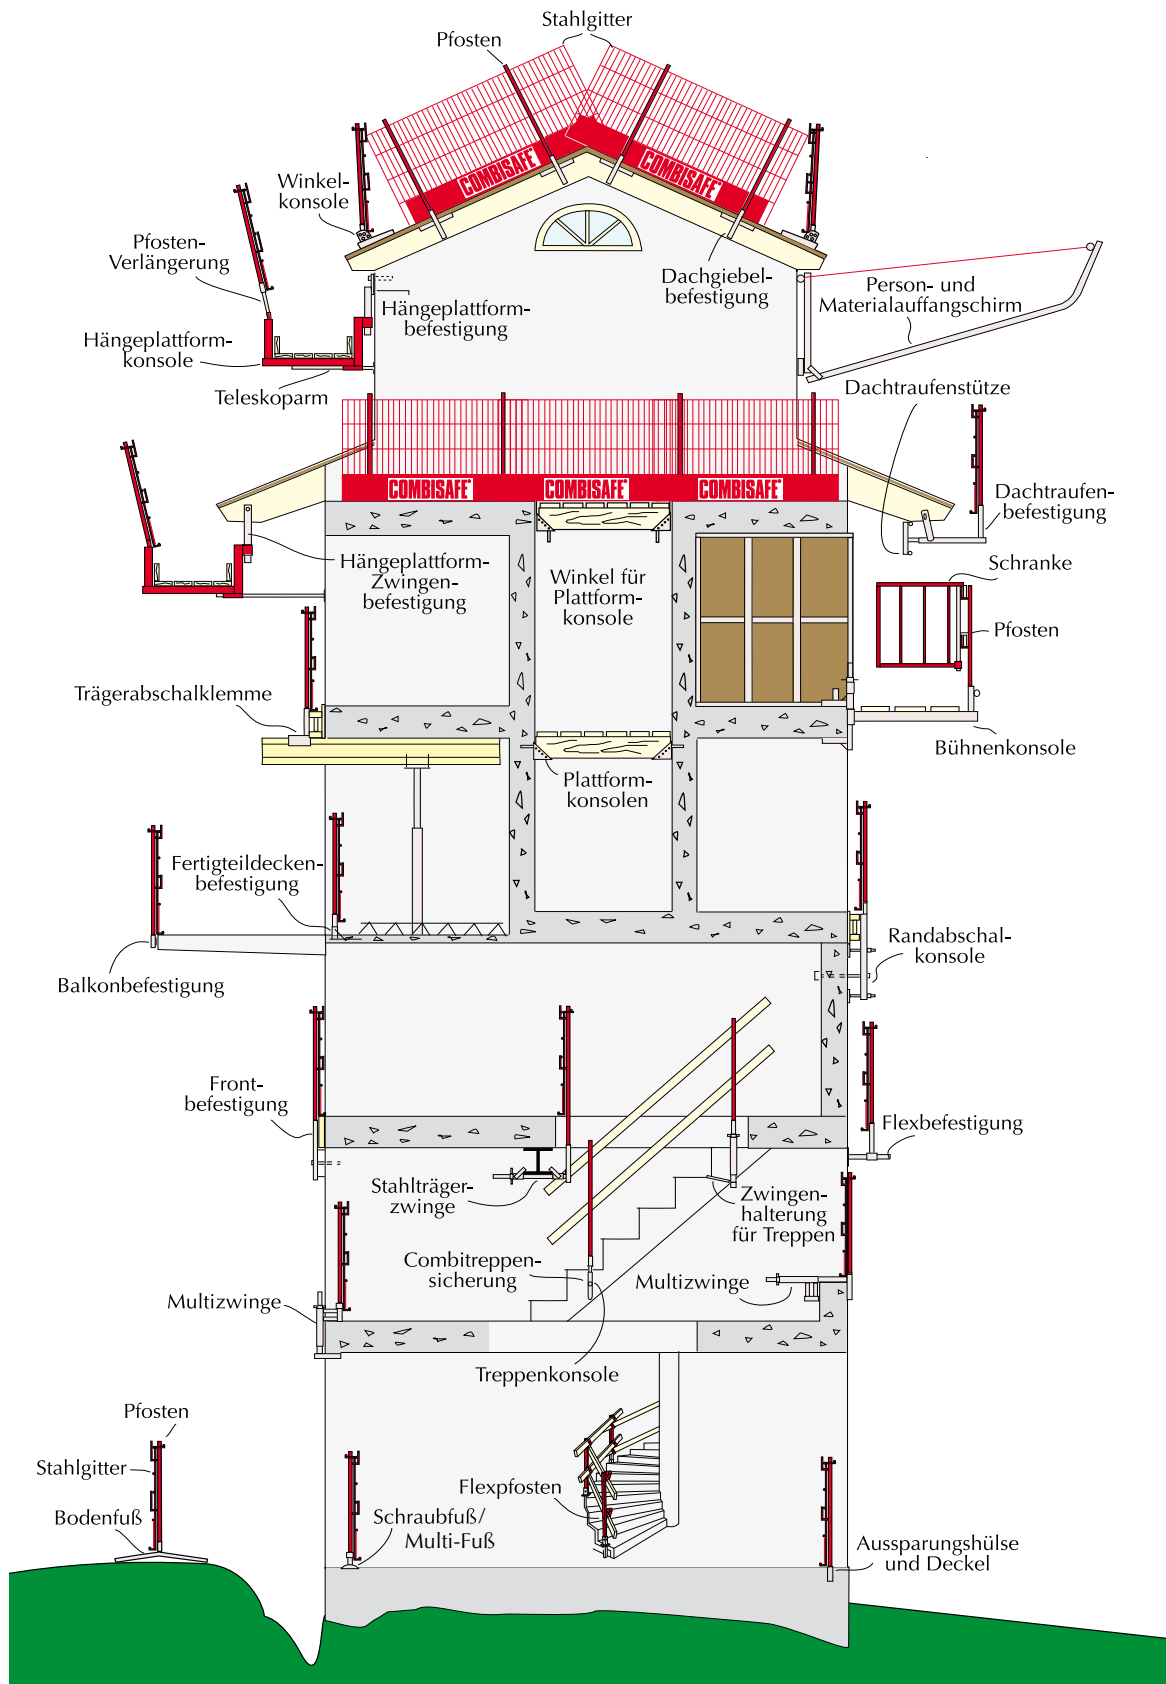 Stahlgitter
Pfosten
COMBISAFE®
COMBISAFE®
Winkel-
konsole
Pfosten-
Verlängerung
Dachgiebel-
befestigung
Person- und
Materialauffangschirm
Hängeplattform-
befestigung
Hängeplattform-
konsole
Teleskoparm
Dachtraufenstütze
COMBISAFE®
COMBISAFE®
COMBISAFE®
Dachtraufen-
befestigung
Hängeplattform-
Zwingen-
befestigung
Winkel für
Plattform-
konsole
Schranke
Pfosten
Trägerabschalklemme
Bühnenkonsole
Plattform-
konsolen
Fertigteildecken-
befestigung
Randabschal-
konsole
Balkonbefestigung
Front-
befestigung
Flexbefestigung
Stahlträger-
zwinge
Zwingen-
halterung
für Treppen
Combitreppen-
sicherung
Multizwinge
Multizwinge
Treppenkonsole
Pfosten
Stahlgitter
Bodenfuß
Flexpfosten
Schraubfuß/
Multi-Fuß
Aussparungshülse
und Deckel